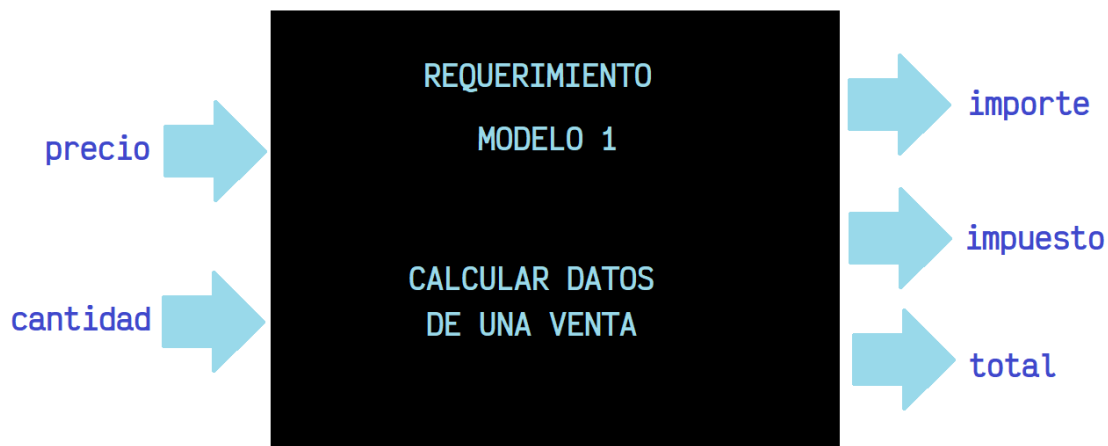 REQUERIMIENTO
MODELO 1
CALCULAR DATOS
DE UNA VENTA
precio
cantidad
importe
impuesto
total